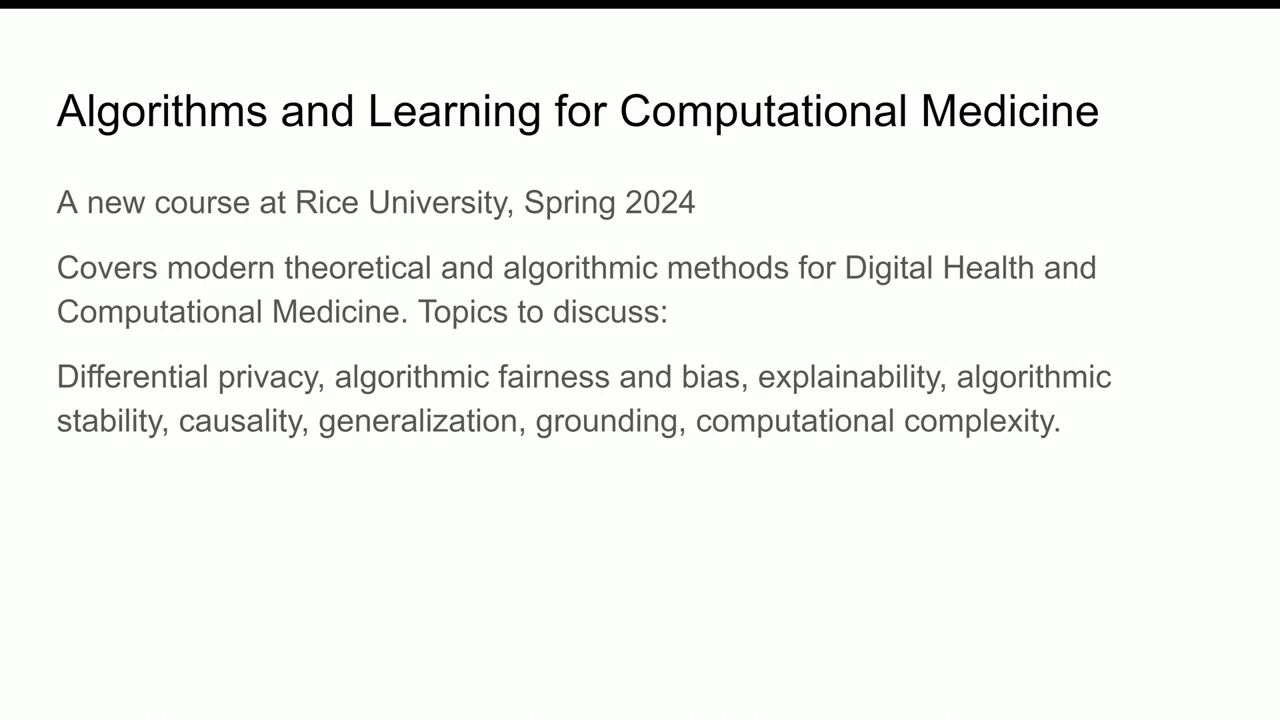 Algorithms and Learning for Computational Medicine
A new course at Rice University, Spring 2024
Covers modern theoretical and algorithmic methods for Digital Health and
Computational Medicine. Topics to discuss:
Differential privacy, algorithmic fairness and bias, explainability, algorithmic
stability, causality, generalization, grounding, computational complexity.